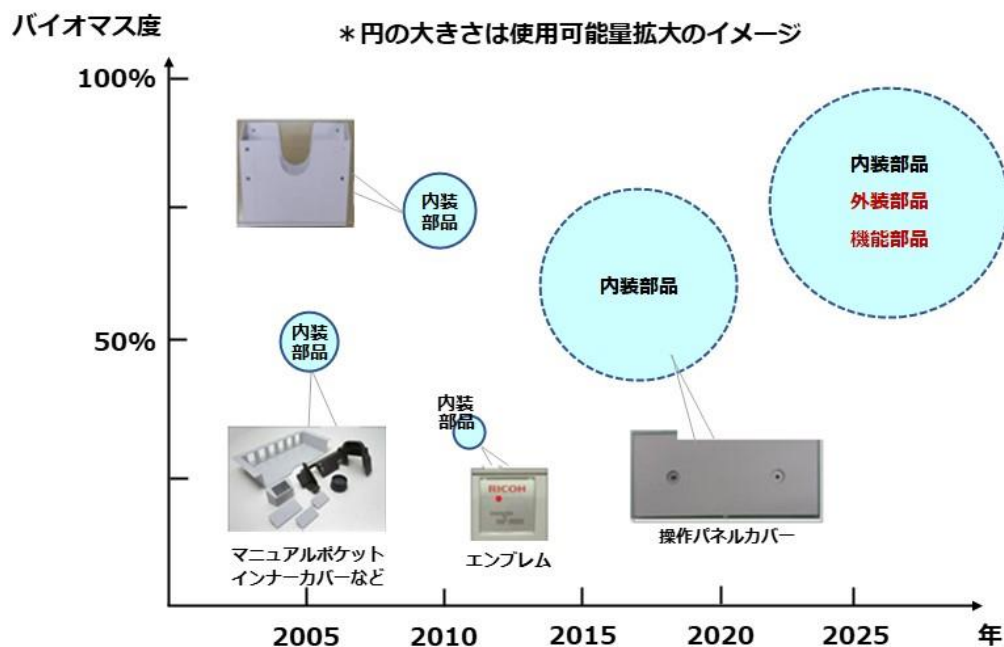 バイオマス度
＊円の大きさは使用可能量拡大のイメージ
100%
内装
部品
内装部品
外装部品
機能部品
内装部品
50%
内装
部品
内装
部品
RICOH
マニュアルポケット
インナーカバーなど
エンブレム
操作パネルカバー
2005
2010
2015
2020
2025
年